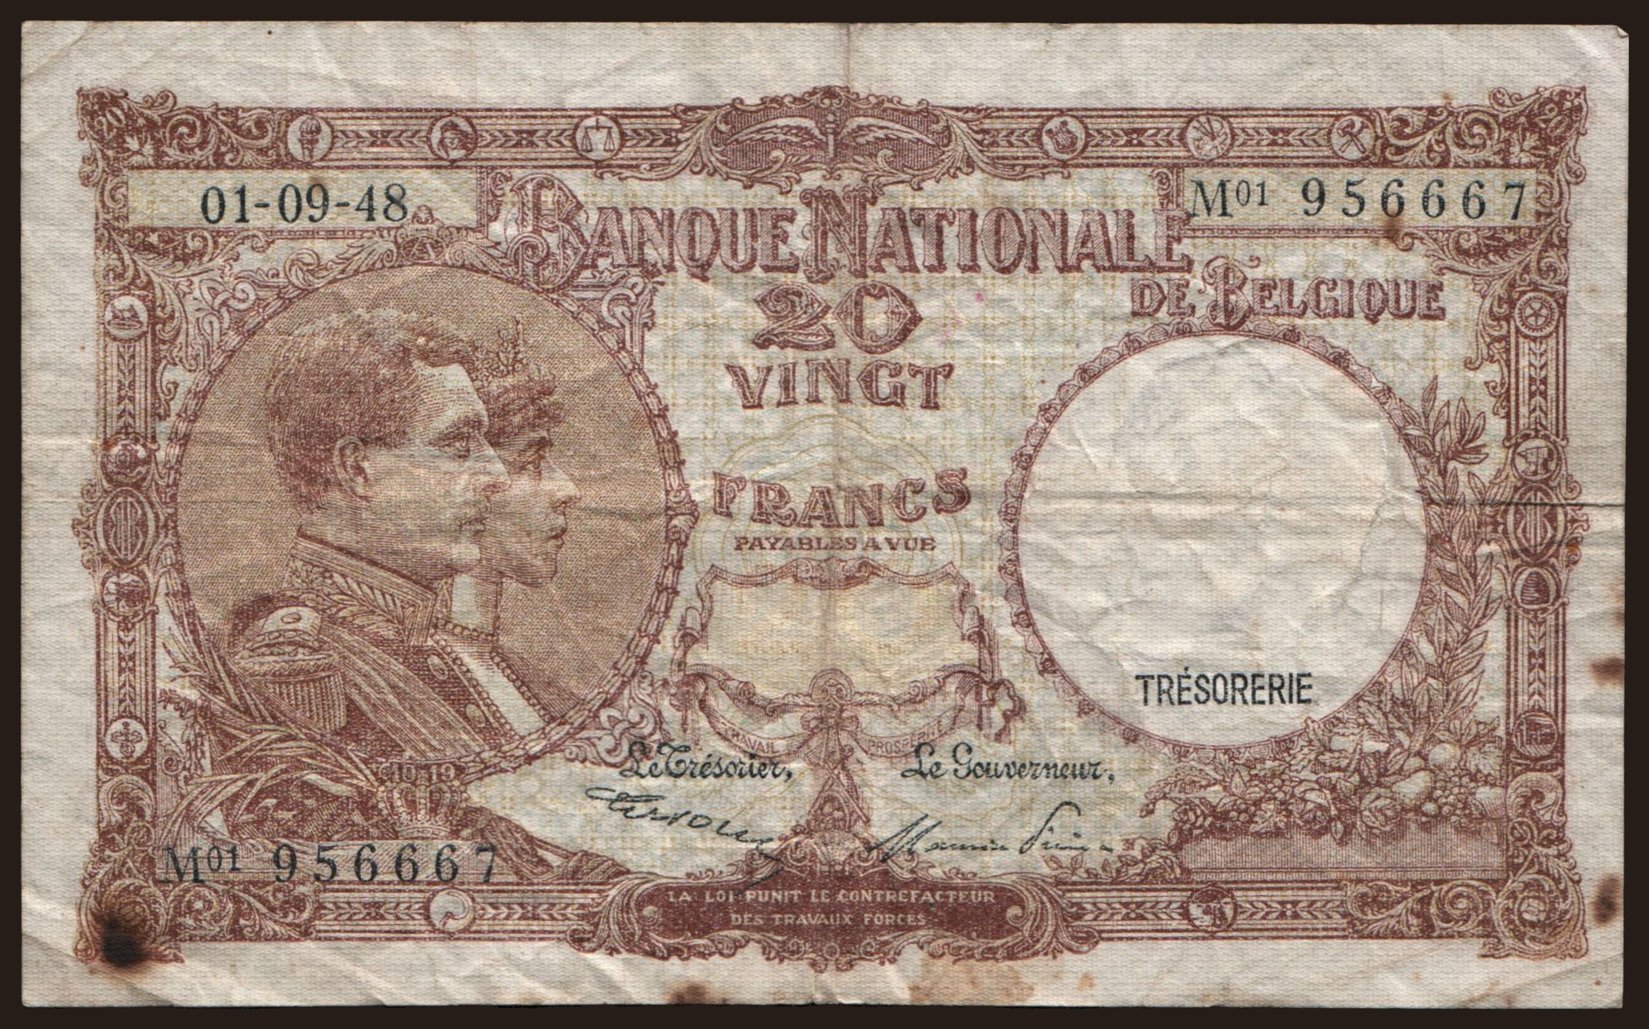 01-09-48
M01 956667
BANQUE NATIONALE
DE BELGIQUE
20
VINGT
FRANCS
PAYABLES A VUE
TRÉSORERIE
TRAVAIL
Le Trésorier,
Le Gouverneur,
M01 956667
LA LOI PUNIT LE CONTREFACTEUR
DES TRAVAUX FORCES